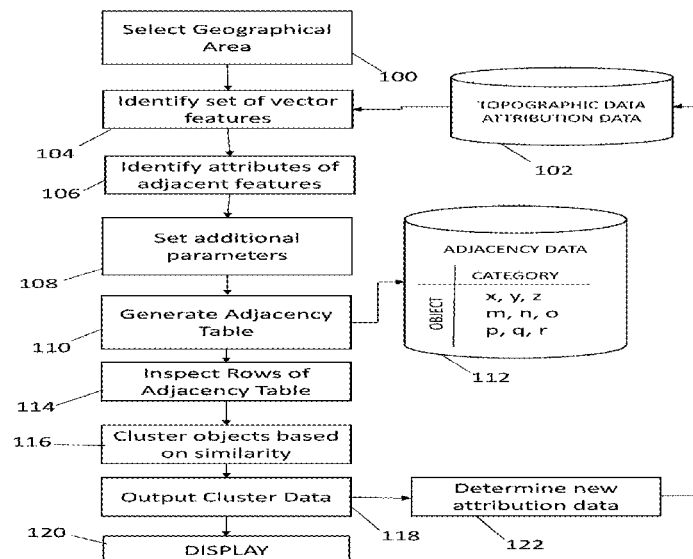 Select Geographical
Area
100
Identify set of vector
features
104
TOPOGRAPHIC DATA
ATTRIBUTION DATA
102
Identify attributes of
adjacent features
106
Set additional
parameters
108
ADJACENCY DATA
CATEGORY
OBJECT
x, y, z
m, n, o
p, q, r
112
Generate Adjacency
Table
110
Inspect Rows of
Adjacency Table
114
Cluster objects based
on similarity
116
Output Cluster Data
118
Determine new
attribution data
122
DISPLAY
120